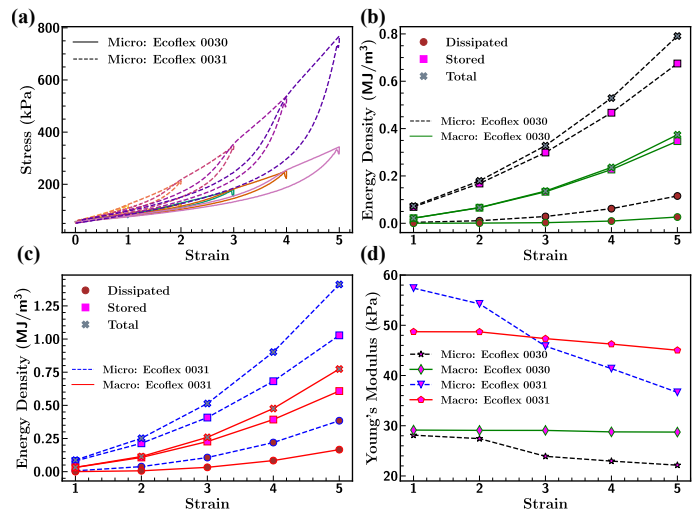 (a)
Micro: Ecoflex 0030
Micro: Ecoflex 0031
Stress (kPa)
800
600
400
200
0 1 2 3 4 5
Strain
(b)
Dissipated
Stored
Total
Micro: Ecoflex 0030
Macro: Ecoflex 0030
Energy Density (MJ/m³)
0.8
0.6
0.4
0.2
0.0
1 2 3 4 5
Strain
(c)
Dissipated
Stored
Total
Micro: Ecoflex 0031
Macro: Ecoflex 0031
Energy Density (MJ/m³)
1.25
1.00
0.75
0.50
0.25
0.00
1 2 3 4 5
Strain
(d)
Micro: Ecoflex 0030
Macro: Ecoflex 0030
Micro: Ecoflex 0031
Macro: Ecoflex 0031
Young's Modulus (kPa)
60
50
40
30
20
1 2 3 4 5
Strain